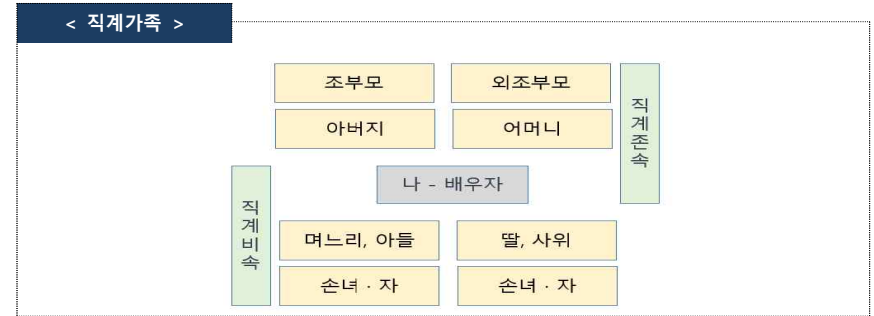 < 직계가족 >
조부모
외조부모
아버지
어머니
직계존속
나 - 배우자
직계비속
며느리, 아들
딸, 사위
손녀 · 자
손녀 · 자